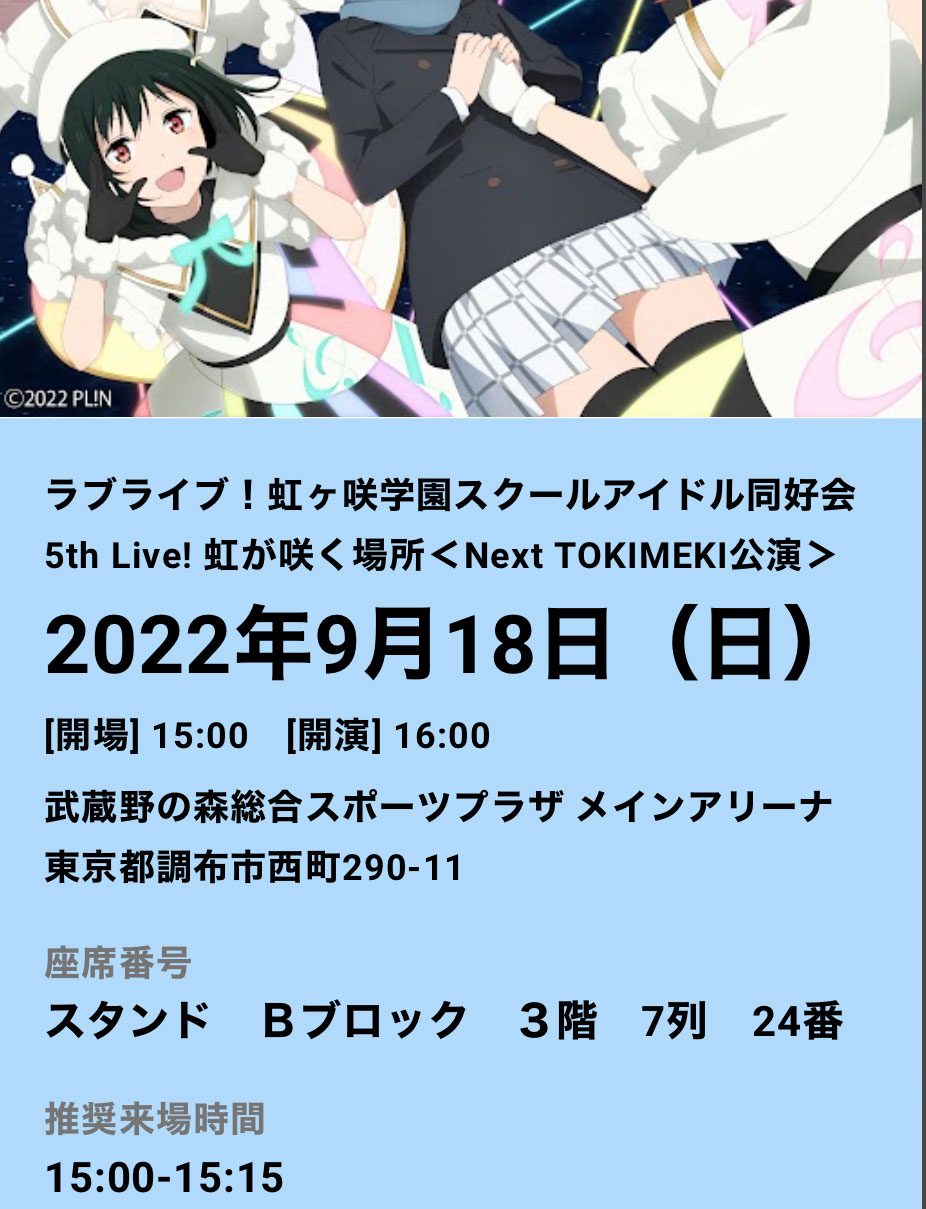 ©2022 PL!N
ラブライブ！虹ヶ咲学園スクールアイドル同好会
5th Live! 虹が咲く場所＜Next TOKIMEKI公演＞
2022年9月18日（日）
[開場] 15:00　[開演] 16:00
武蔵野の森総合スポーツプラザ メインアリーナ
東京都調布市西町290-11
座席番号
スタンド　Ｂブロック　３階　7列　24番
推奨来場時間
15:00-15:15